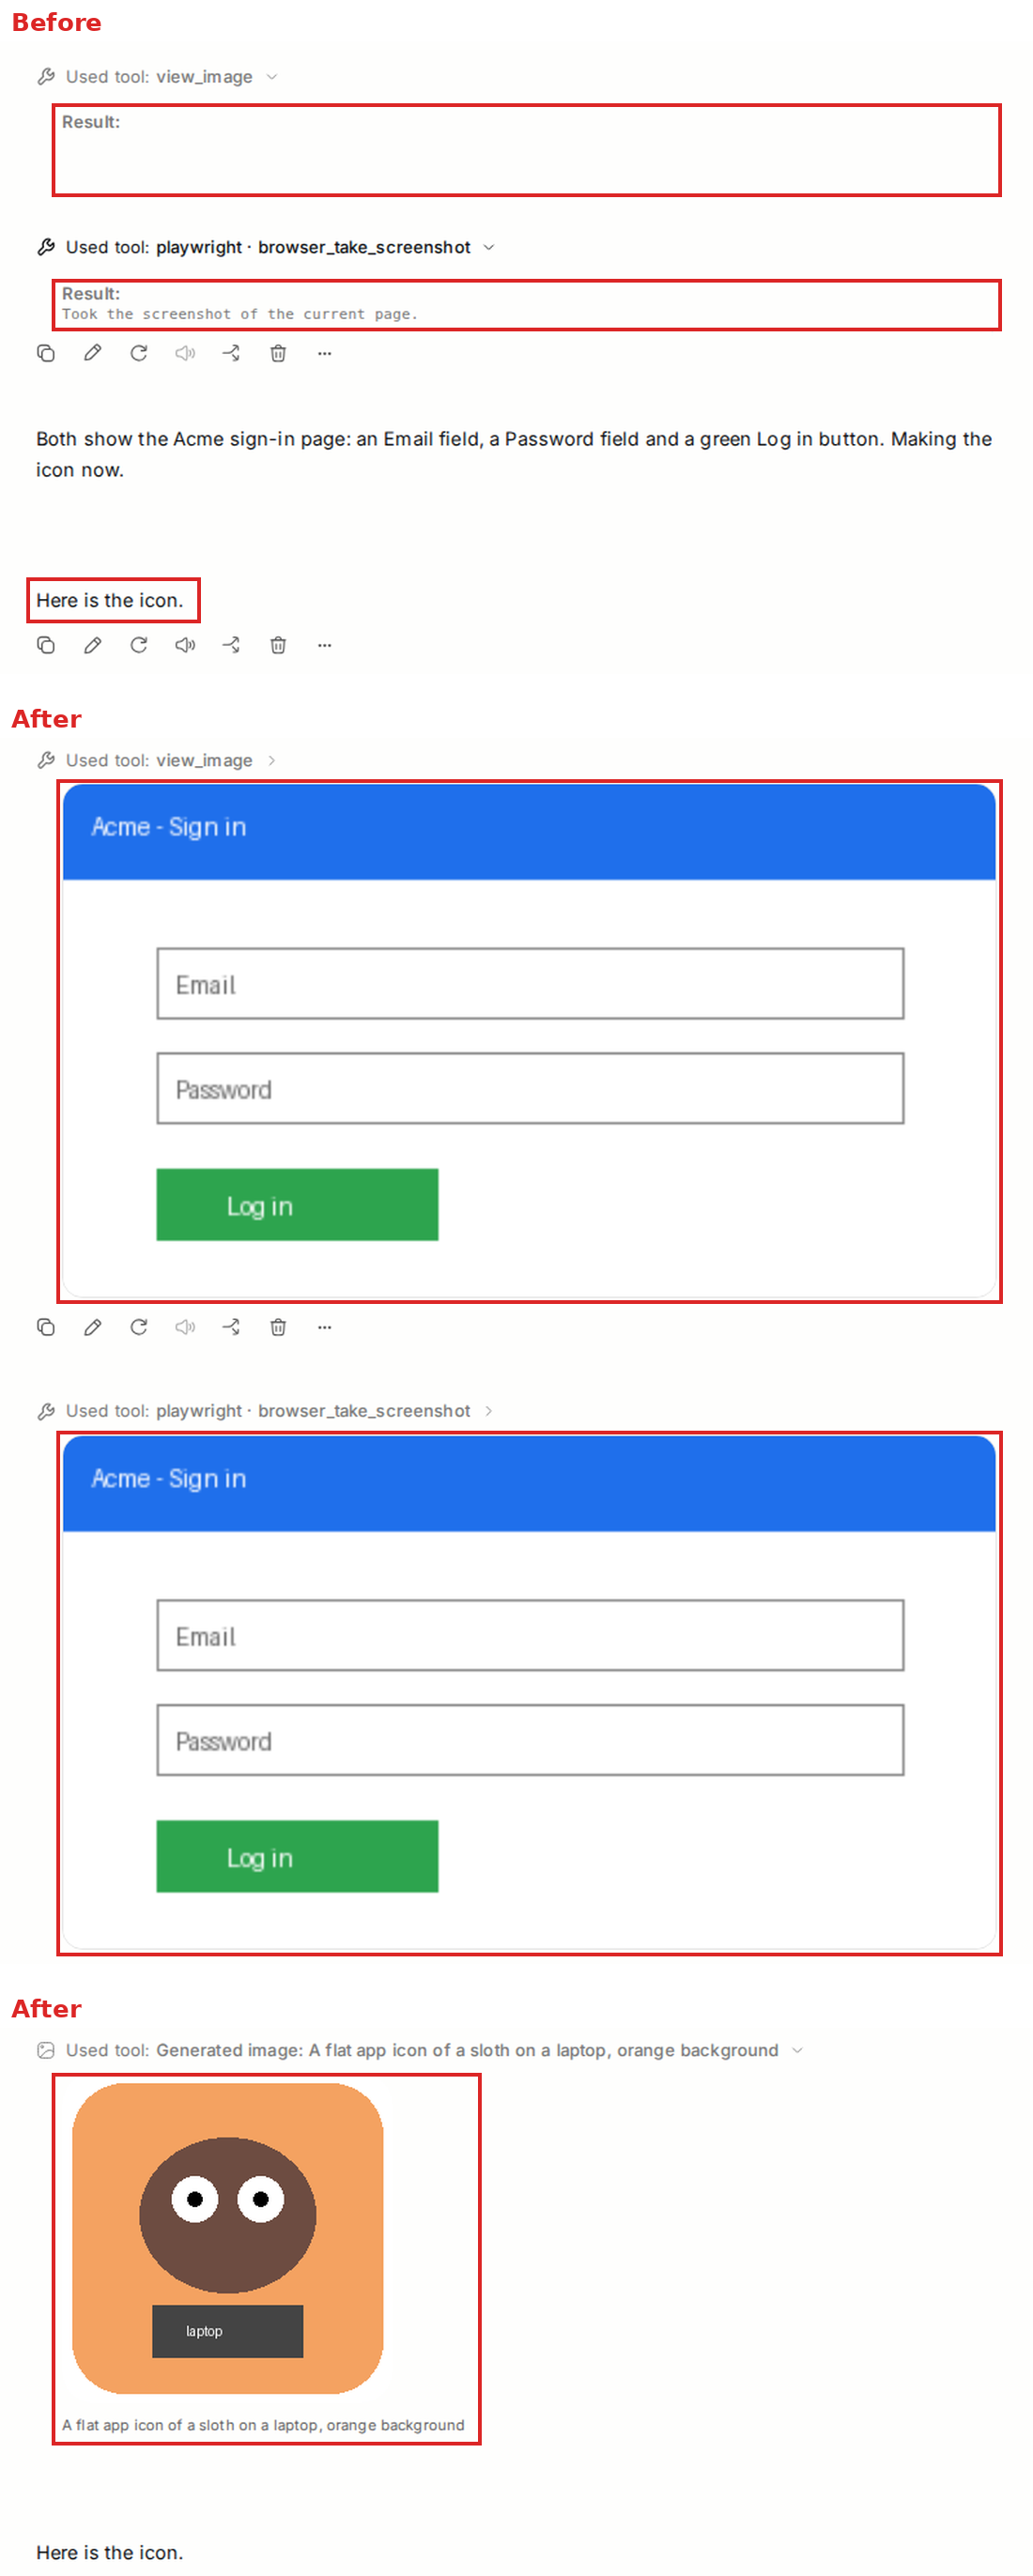 Before
Used tool: view_image
Result:
Used tool: playwright · browser_take_screenshot
Result:
Took the screenshot of the current page.
Both show the Acme sign-in page: an Email field, a Password field and a green Log in button. Making the
icon now.
Here is the icon.
After
Used tool: view_image
Acme - Sign in
Email
Password
Log in
Used tool: playwright · browser_take_screenshot
Acme - Sign in
Email
Password
Log in
After
Used tool: Generated image: A flat app icon of a sloth on a laptop, orange background
laptop
A flat app icon of a sloth on a laptop, orange background
Here is the icon.